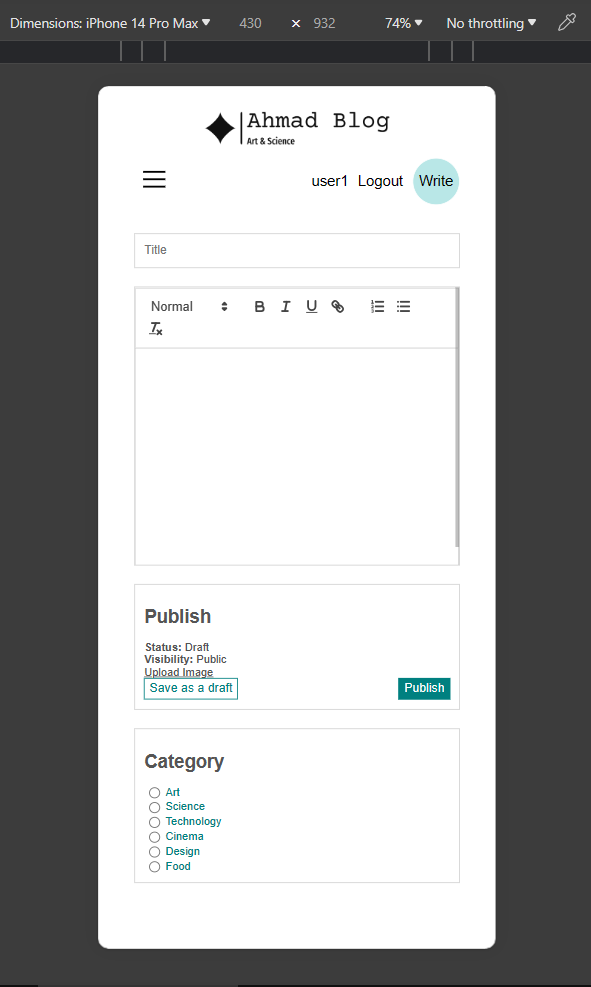 Dimensions: iPhone 14 Pro Max 430 × 932 74% No throttling
Ahmad Blog
Art & Science
user1 Logout Write
Title
Normal B I U
Tx
Publish
Status: Draft
Visibility: Public
Upload Image
Save as a draft Publish
Category
Art
Science
Technology
Cinema
Design
Food